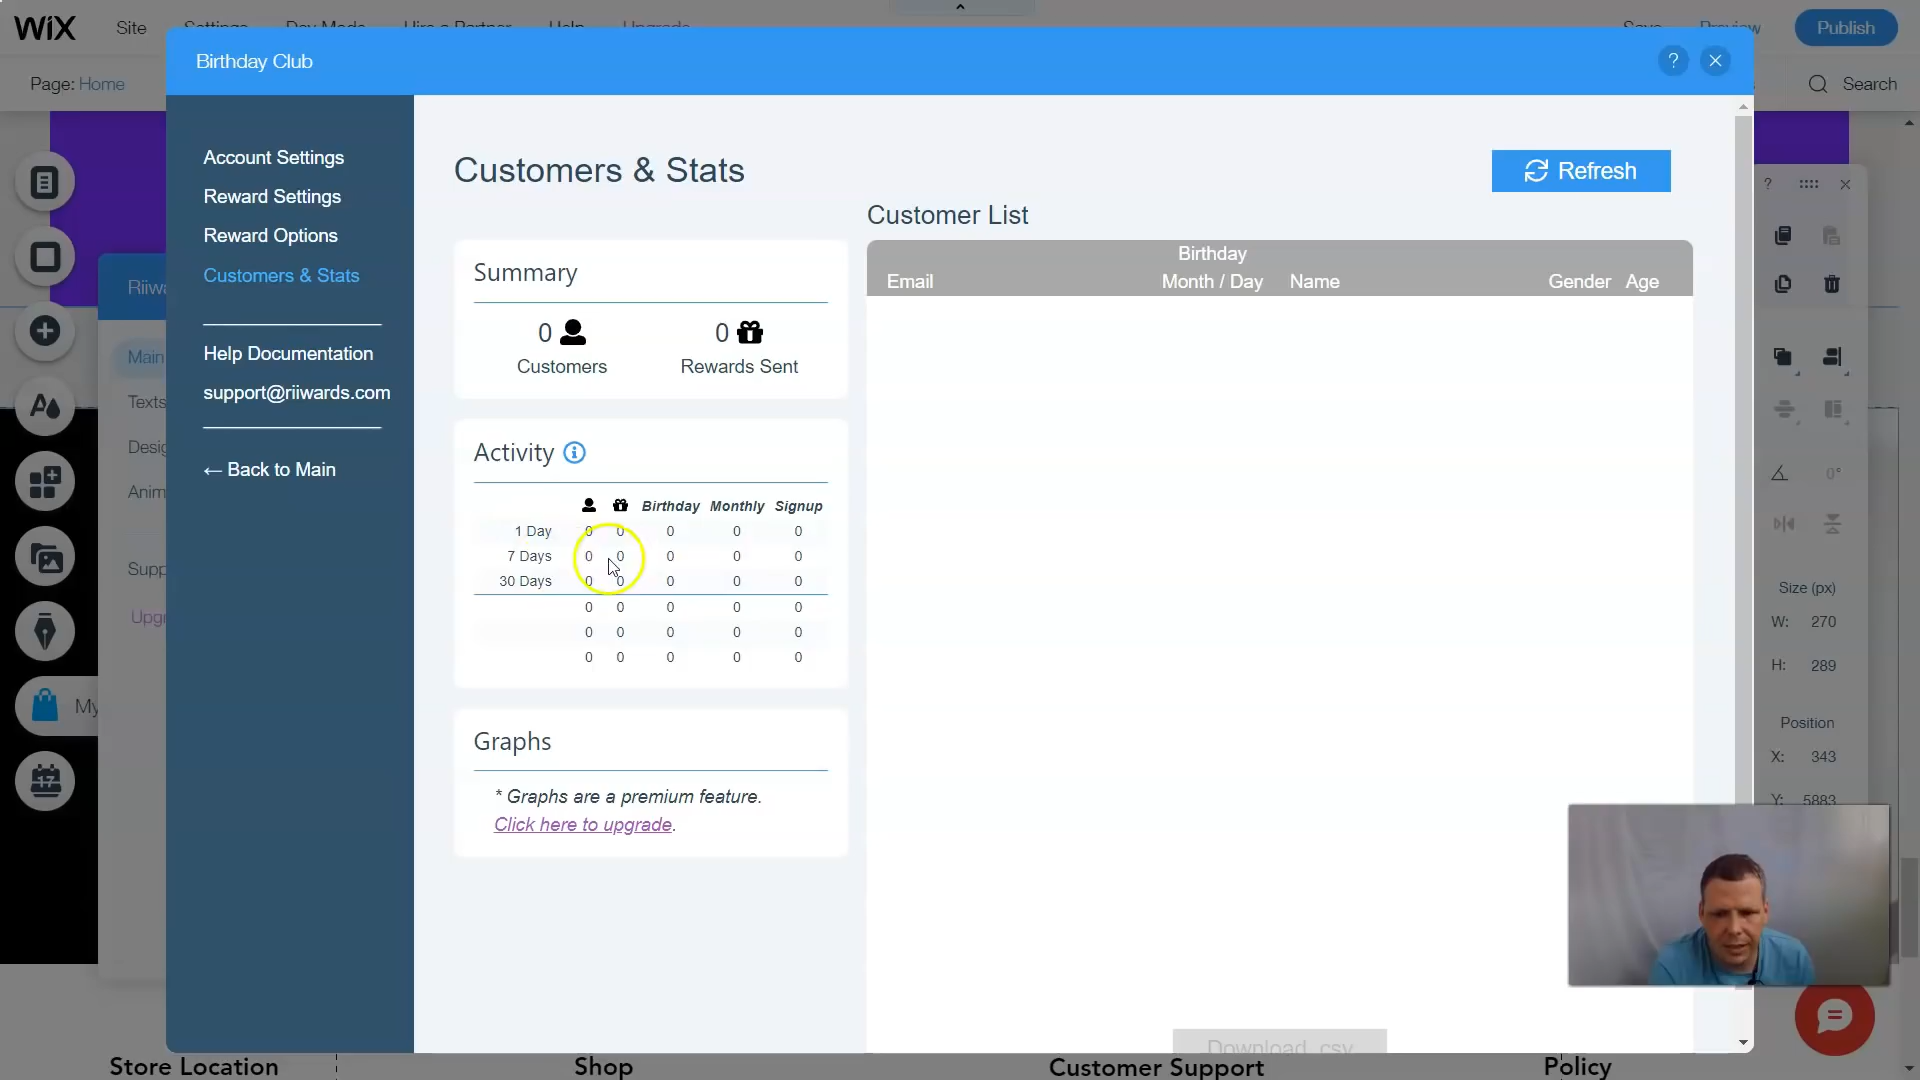 WiX
Site
Settings
Dev Mode
Hire a Partner
Help
Upgrade
Save
Preview
Publish
Page: Home
Search
Birthday Club
?
Account Settings
Reward Settings
Reward Options
Customers & Stats
Help Documentation
support@riiwards.com
← Back to Main
Riiwa
Main
Texts
Desig
Anim
Supp
Upgr
My
17
Customers & Stats
Refresh
Summary
0
0
Customers
Rewards Sent
Activity
Birthday Monthly Signup
1 Day 0 0 0 0 0
7 Days 0 0 0 0 0
30 Days 0 0 0 0 0
0 0 0 0 0
0 0 0 0 0
0 0 0 0 0
Graphs
* Graphs are a premium feature.
Click here to upgrade.
Customer List
Birthday
Email Month / Day Name Gender Age
Download .csv
?
0°
Size (px)
W: 270
H: 289
Position
X: 343
Y: 5883
Store Location
Shop
Customer Support
Policy